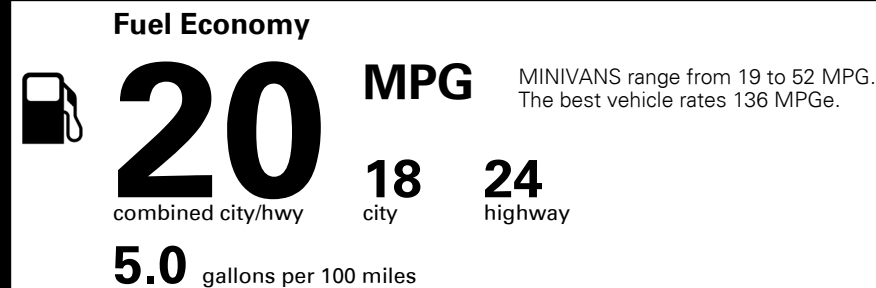 Fuel Economy
20 MPG
MINIVANS range from 19 to 52 MPG.
The best vehicle rates 136 MPGe.
combined city/hwy
18 city
24 highway
5.0 gallons per 100 miles